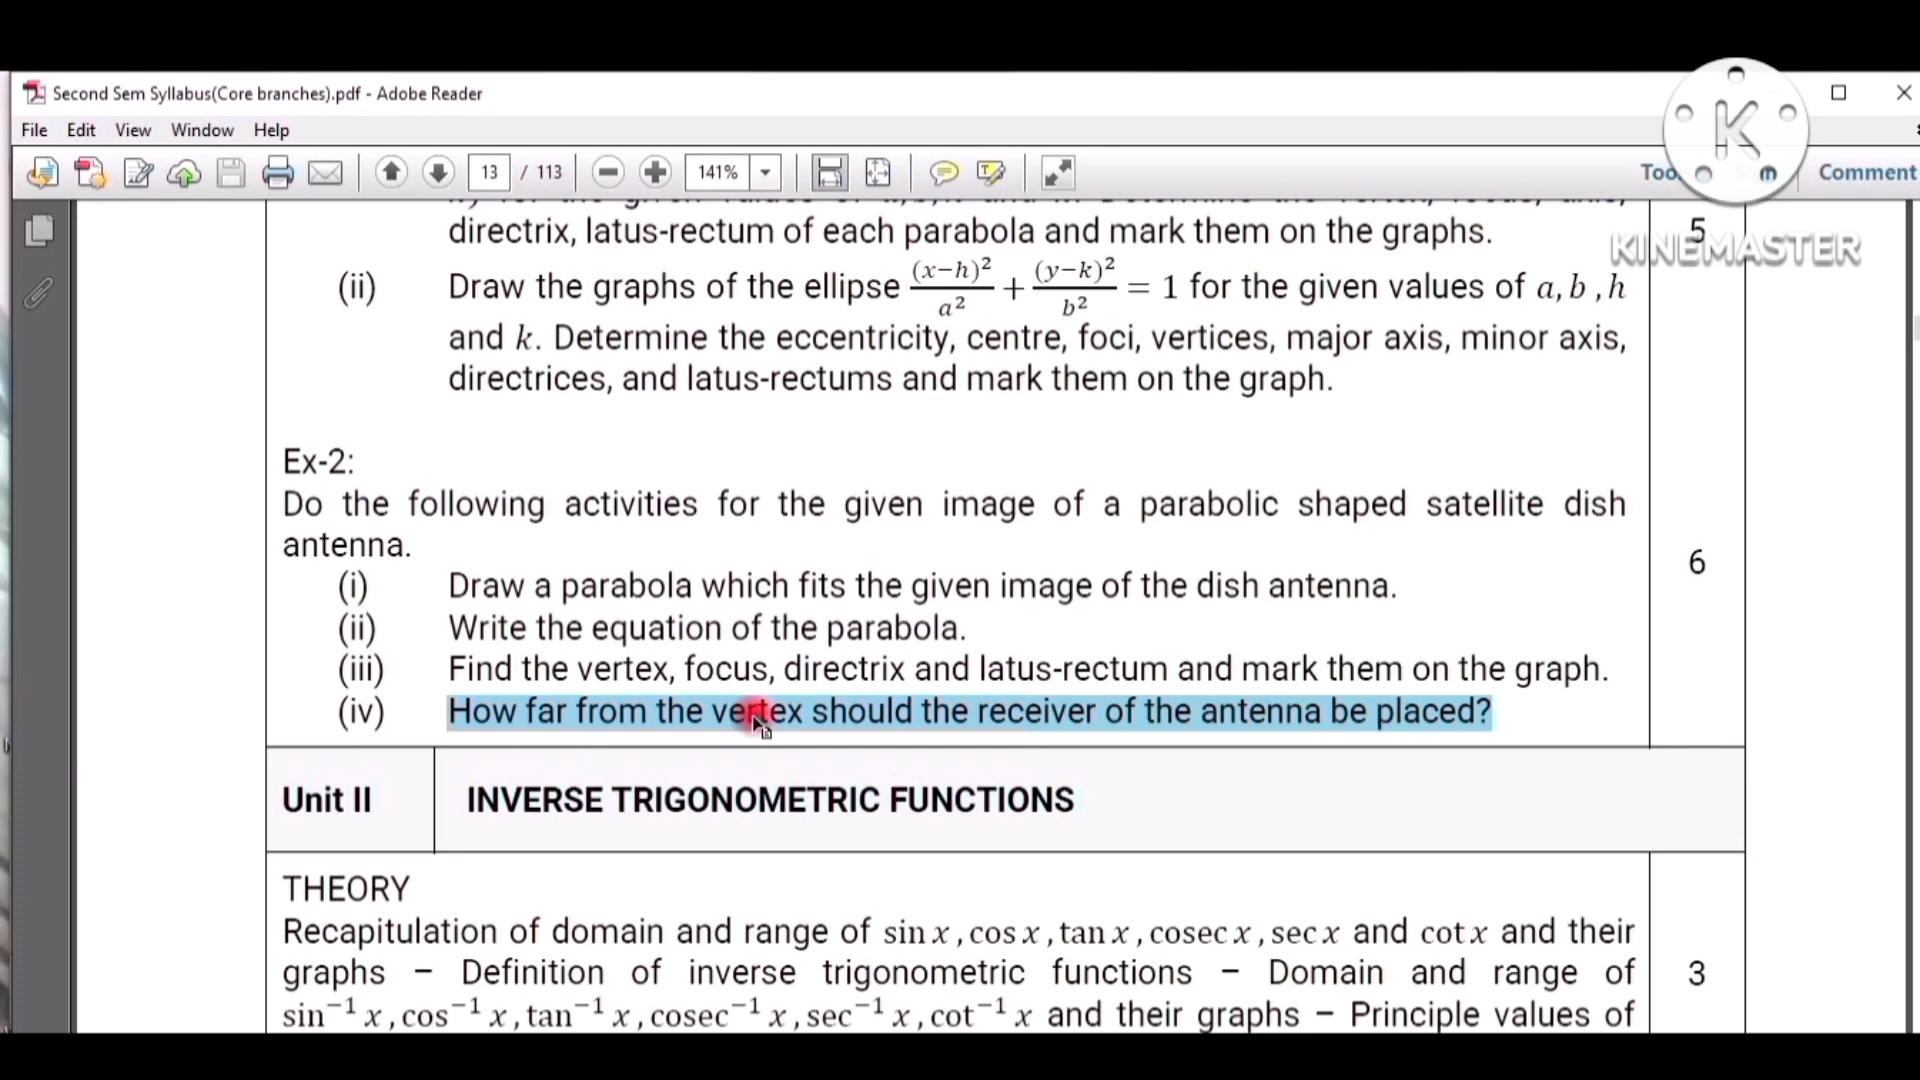 Second Sem Syllabus(Core branches).pdf - Adobe Reader
File Edit View Window Help
13 / 113 141% Comment
directrix, latus-rectum of each parabola and mark them on the graphs. 5
KINEMASTER
(ii) Draw the graphs of the ellipse (x−h)²/a² + (y−k)²/b² = 1 for the given values of a, b , h
and k. Determine the eccentricity, centre, foci, vertices, major axis, minor axis,
directrices, and latus-rectums and mark them on the graph.
Ex-2:
Do the following activities for the given image of a parabolic shaped satellite dish
antenna.
6
(i) Draw a parabola which fits the given image of the dish antenna.
(ii) Write the equation of the parabola.
(iii) Find the vertex, focus, directrix and latus-rectum and mark them on the graph.
(iv) How far from the vertex should the receiver of the antenna be placed?
Unit II INVERSE TRIGONOMETRIC FUNCTIONS
THEORY
Recapitulation of domain and range of sin x , cos x , tan x , cosec x , sec x and cot x and their
graphs – Definition of inverse trigonometric functions – Domain and range of 3
sin⁻¹ x , cos⁻¹ x , tan⁻¹ x , cosec⁻¹ x , sec⁻¹ x , cot⁻¹ x and their graphs – Principle values of